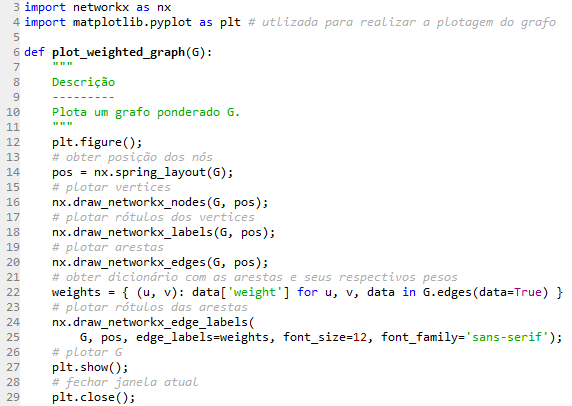 3 import networkx as nx
4 import matplotlib.pyplot as plt # utlizada para realizar a plotagem do grafo
5
6 def plot_weighted_graph(G):
7     """
8     Descrição
9     ---------
10     Plota um grafo ponderado G.
11     """
12     plt.figure();
13     # obter posição dos nós
14     pos = nx.spring_layout(G);
15     # plotar vertices
16     nx.draw_networkx_nodes(G, pos);
17     # plotar rótulos dos vertices
18     nx.draw_networkx_labels(G, pos);
19     # plotar arestas
20     nx.draw_networkx_edges(G, pos);
21     # obter dicionário com as arestas e seus respectivos pesos
22     weights = { (u, v): data['weight'] for u, v, data in G.edges(data=True) }
23     # plotar rótulos das arestas
24     nx.draw_networkx_edge_labels(
25         G, pos, edge_labels=weights, font_size=12, font_family='sans-serif');
26     # plotar G
27     plt.show();
28     # fechar janela atual
29     plt.close();